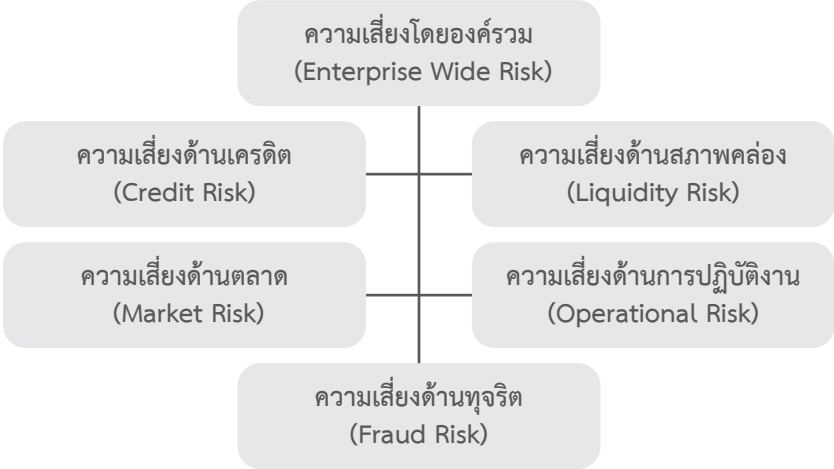 ความเสี่ยงโดยองค์รวม
(Enterprise Wide Risk)
ความเสี่ยงด้านเครดิต
(Credit Risk)
ความเสี่ยงด้านสภาพคล่อง
(Liquidity Risk)
ความเสี่ยงด้านตลาด
(Market Risk)
ความเสี่ยงด้านการปฏิบัติงาน
(Operational Risk)
ความเสี่ยงด้านทุจริต
(Fraud Risk)